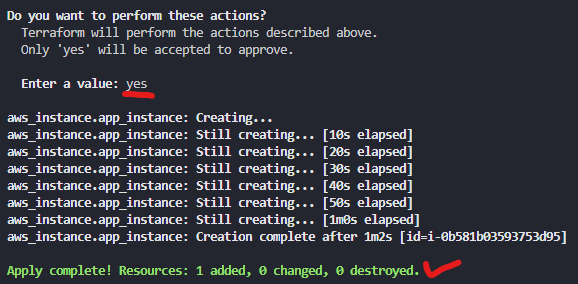 Do you want to perform these actions?
Terraform will perform the actions described above.
Only 'yes' will be accepted to approve.
Enter a value: yes
aws_instance.app_instance: Creating...
aws_instance.app_instance: Still creating... [10s elapsed]
aws_instance.app_instance: Still creating... [20s elapsed]
aws_instance.app_instance: Still creating... [30s elapsed]
aws_instance.app_instance: Still creating... [40s elapsed]
aws_instance.app_instance: Still creating... [50s elapsed]
aws_instance.app_instance: Still creating... [1m0s elapsed]
aws_instance.app_instance: Creation complete after 1m2s [id=i-0b581b03593753d95]
Apply complete! Resources: 1 added, 0 changed, 0 destroyed.